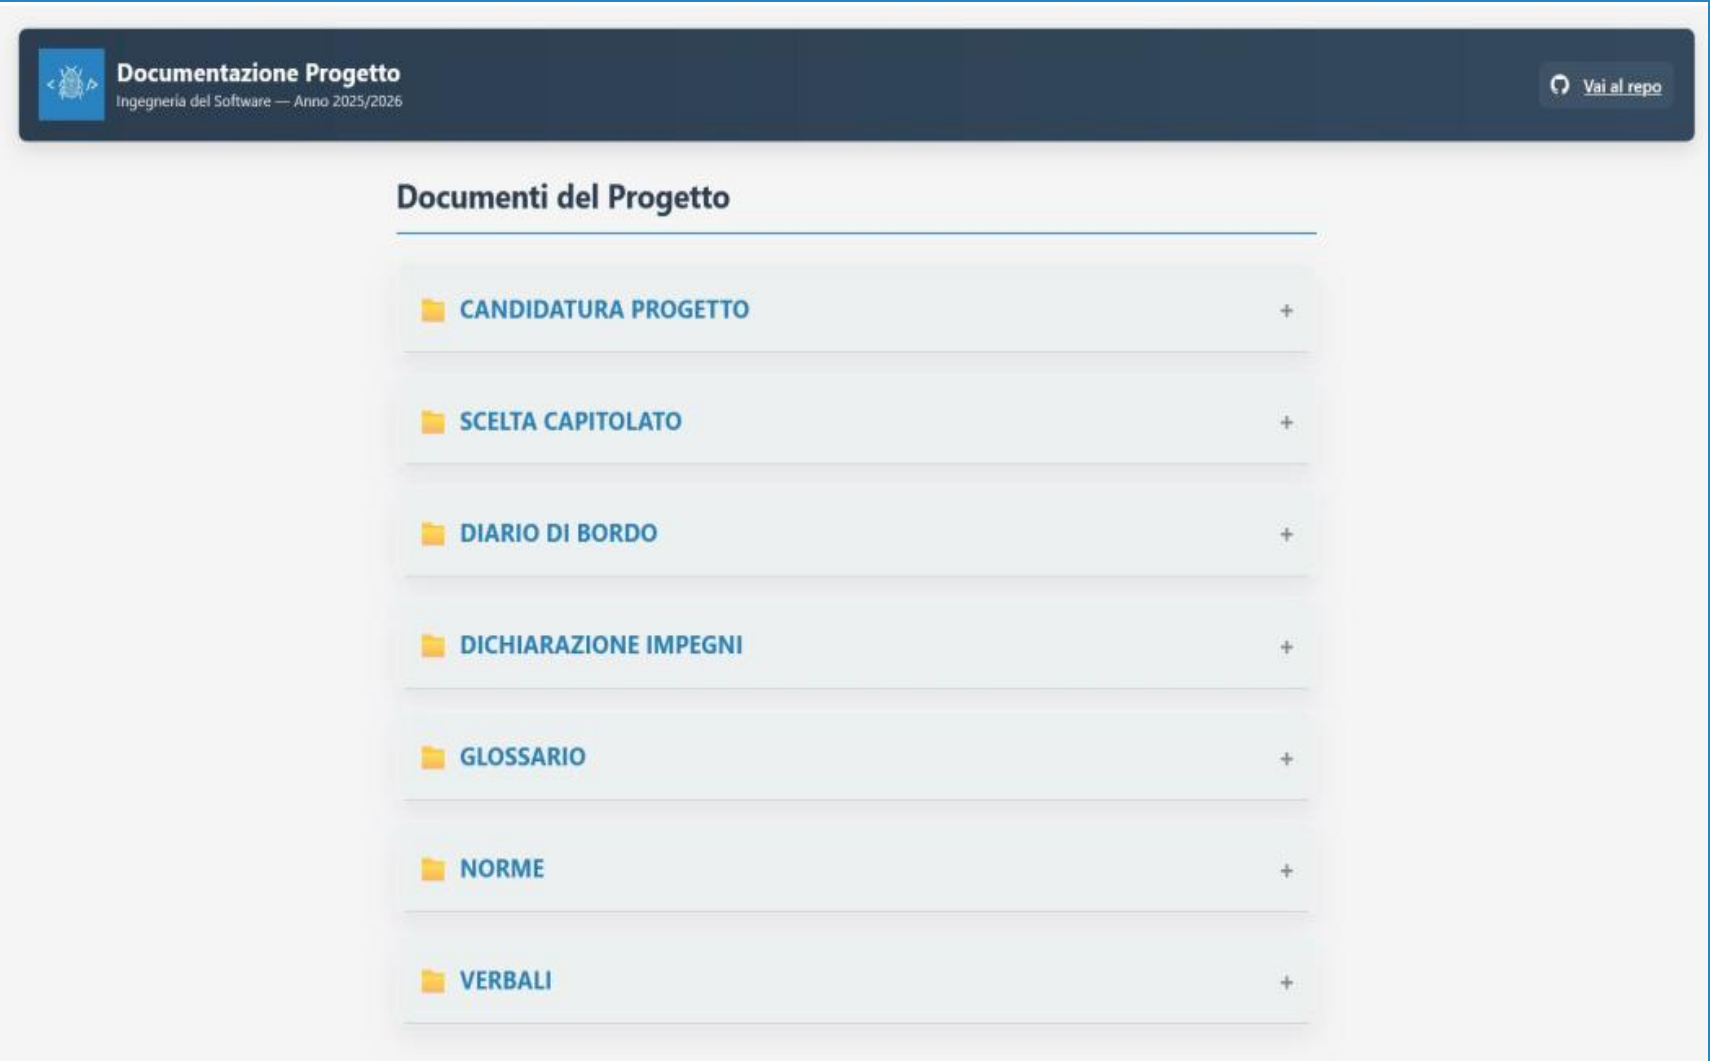 Documentazione Progetto
Ingegneria del Software — Anno 2025/2026
Vai al repo
Documenti del Progetto
CANDIDATURA PROGETTO +
SCELTA CAPITOLATO +
DIARIO DI BORDO +
DICHIARAZIONE IMPEGNI +
GLOSSARIO +
NORME +
VERBALI +